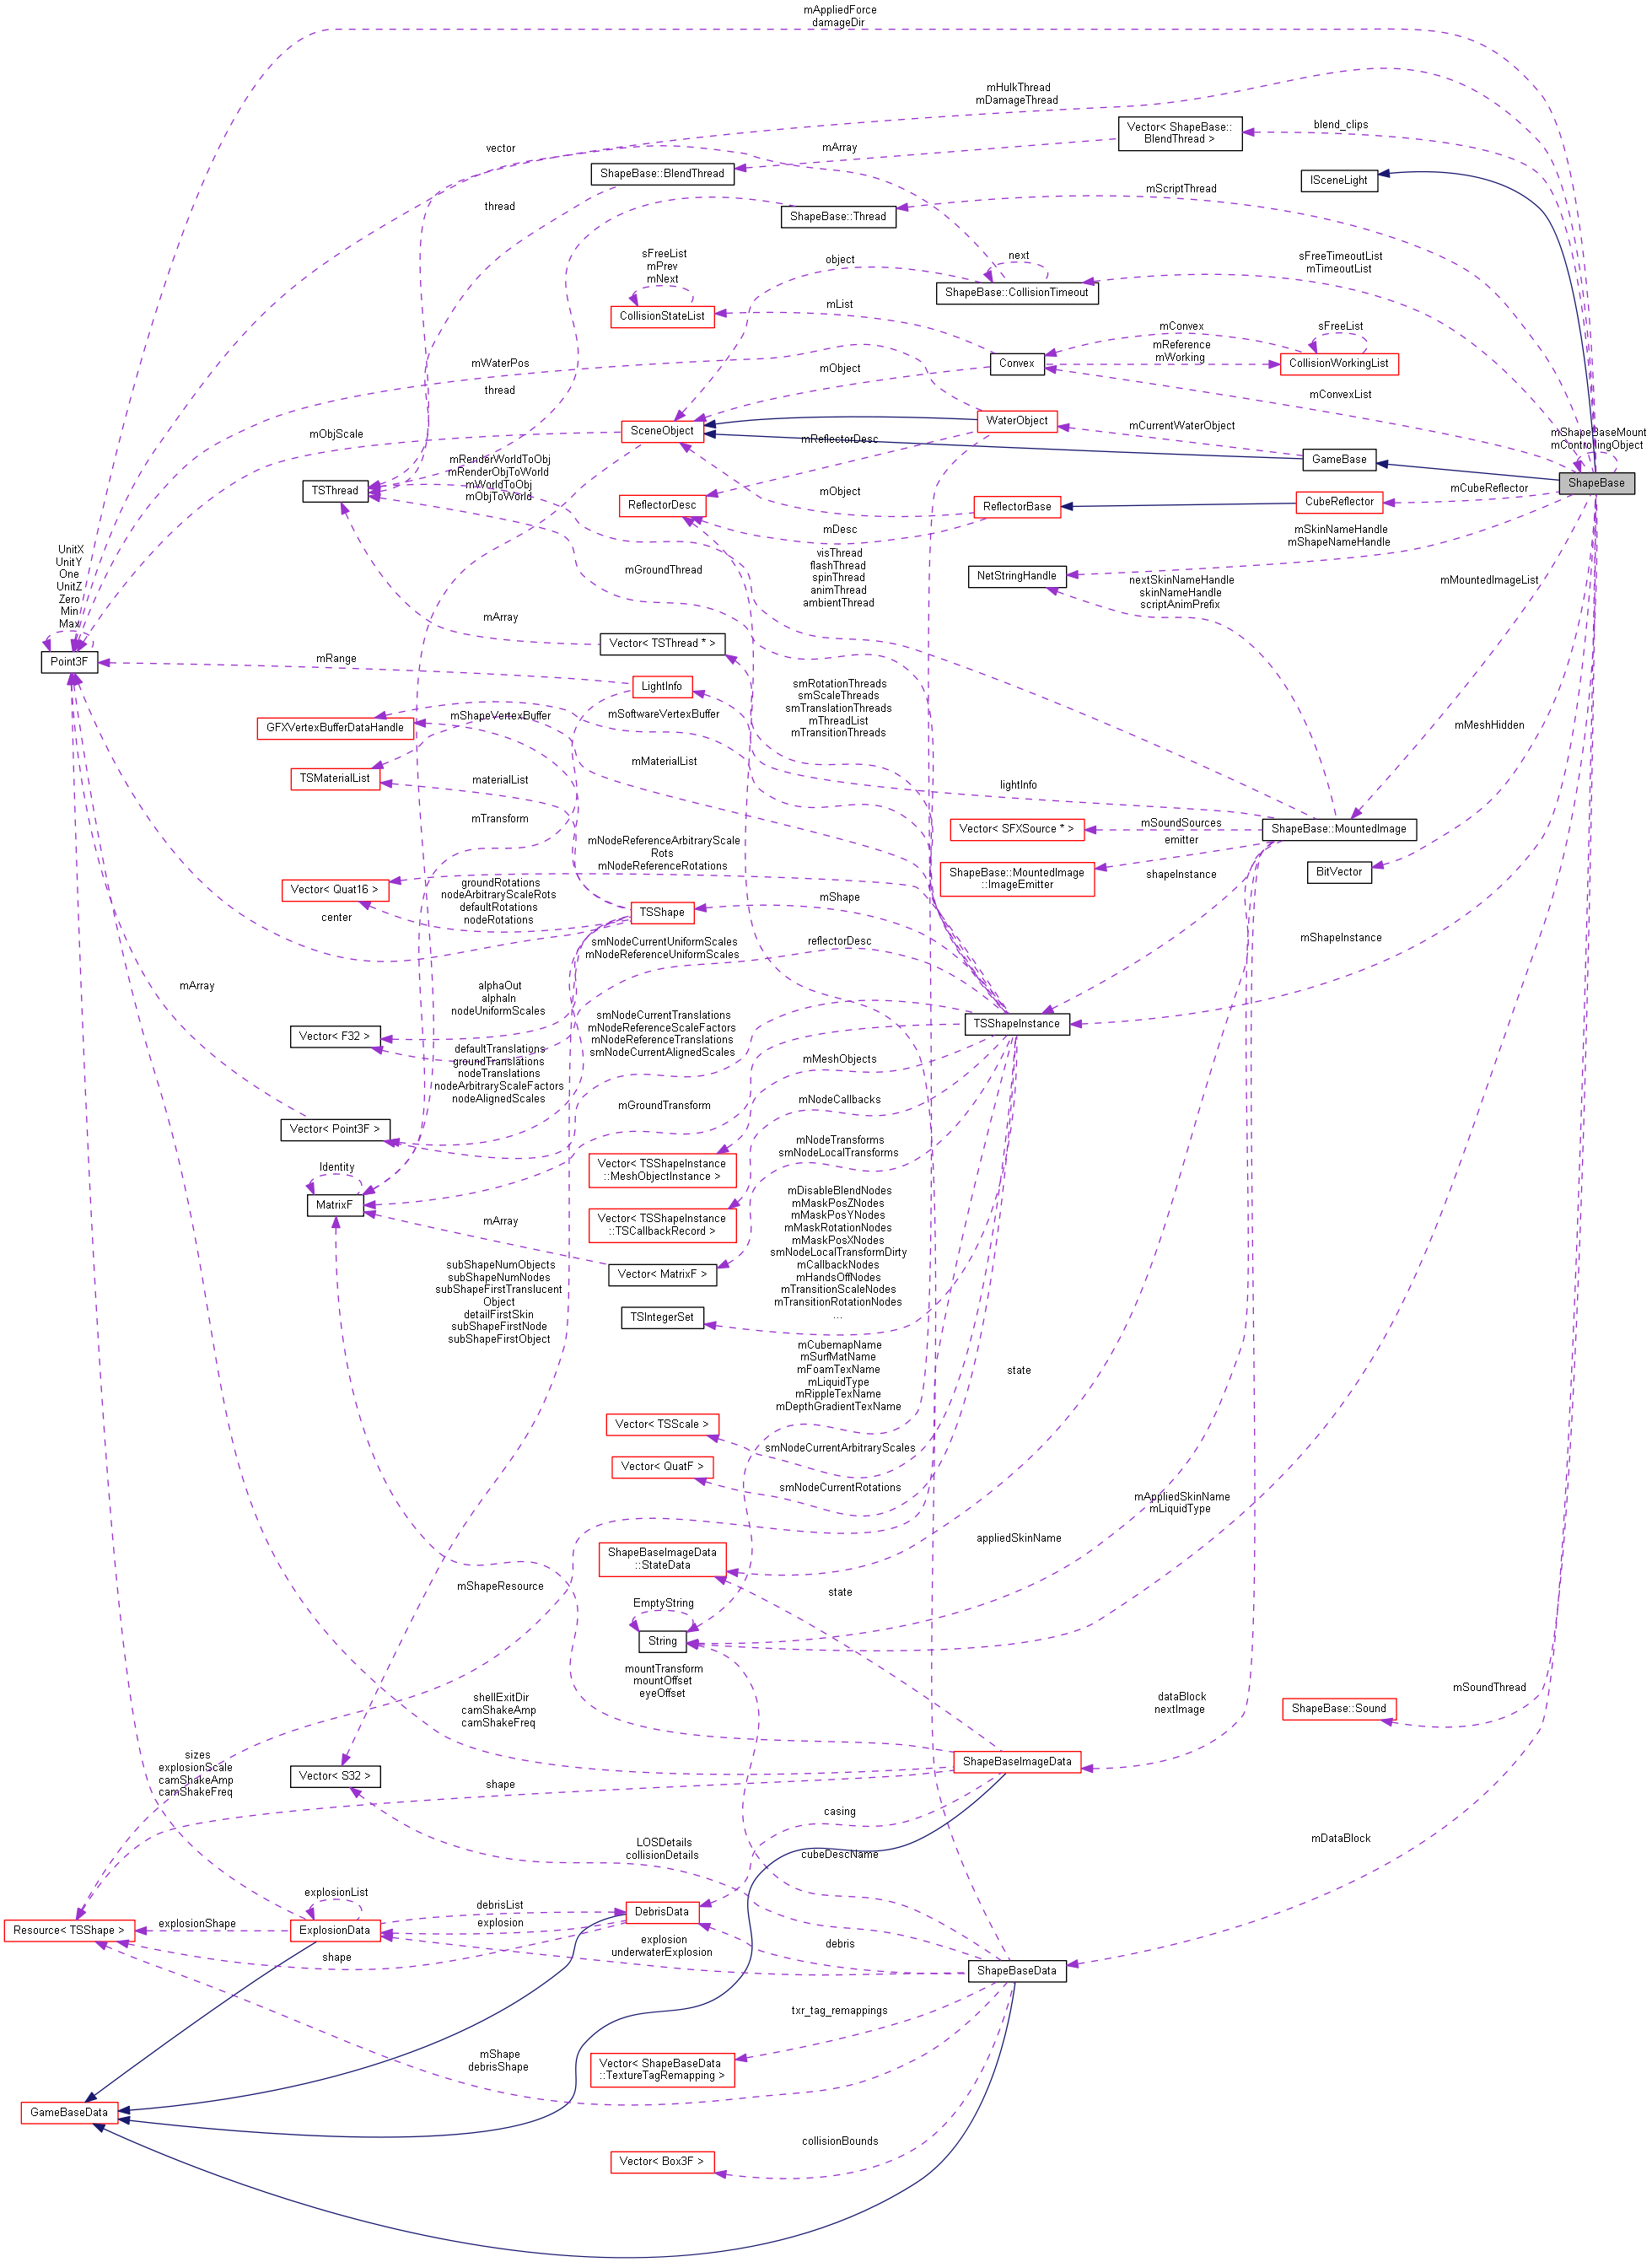 mAppliedForce
damageDir
mHulkThread
mDamageThread
Vector< ShapeBase::
BlendThread >
blend_clips
vector
mArray
ShapeBase::BlendThread
ISceneLight
mScriptThread
thread
ShapeBase::Thread
sFreeList
mPrev
mNext
object
next
sFreeTimeoutList
mTimeoutList
ShapeBase::CollisionTimeout
CollisionStateList
mList
mConvex
sFreeList
mReference
mWorking
mWaterPos
Convex
CollisionWorkingList
mObject
thread
mConvexList
WaterObject
mCurrentWaterObject
mObjScale
SceneObject
mReflectorDesc
mShapeBaseMount
mControllingObject
GameBase
ShapeBase
mRenderWorldToObj
mRenderObjToWorld
mWorldToObj
mObjToWorld
TSThread
ReflectorDesc
mObject
ReflectorBase
CubeReflector
mCubeReflector
mDesc
mSkinNameHandle
mShapeNameHandle
UnitX
UnitY
One
UnitZ
Zero
Min
Max
Point3F
mGroundThread
visThread
flashThread
spinThread
animThread
ambientThread
NetStringHandle
nextSkinNameHandle
skinNameHandle
scriptAnimPrefix
mMountedImageList
mArray
Vector< TSThread * >
mRange
LightInfo
smRotationThreads
smScaleThreads
smTranslationThreads
mThreadList
mTransitionThreads
GFXVertexBufferDataHandle
mShapeVertexBuffer
mSoftwareVertexBuffer
mMeshHidden
TSMaterialList
materialList
mMaterialList
lightInfo
mTransform
Vector< SFXSource * >
mSoundSources
ShapeBase::MountedImage
mNodeReferenceArbitraryScale
Rots
mNodeReferenceRotations
emitter
ShapeBase::MountedImage
::ImageEmitter
shapeInstance
BitVector
Vector< Quat16 >
groundRotations
nodeArbitraryScaleRots
defaultRotations
nodeRotations
center
TSShape
mShape
smNodeCurrentUniformScales
mNodeReferenceUniformScales
reflectorDesc
mShapeInstance
mArray
alphaOut
alphaIn
nodeUniformScales
smNodeCurrentTranslations
mNodeReferenceScaleFactors
mNodeReferenceTranslations
smNodeCurrentAlignedScales
TSShapeInstance
Vector< F32 >
defaultTranslations
groundTranslations
nodeTranslations
nodeArbitraryScaleFactors
nodeAlignedScales
mMeshObjects
mNodeCallbacks
mGroundTransform
Vector< Point3F >
mNodeTransforms
smNodeLocalTransforms
Identity
MatrixF
Vector< TSShapeInstance
::MeshObjectInstance >
Vector< TSShapeInstance
::TSCallbackRecord >
mArray
Vector< MatrixF >
mDisableBlendNodes
mMaskPosZNodes
mMaskPosYNodes
mMaskRotationNodes
mMaskPosXNodes
smNodeLocalTransformDirty
mCallbackNodes
mHandsOffNodes
mTransitionScaleNodes
mTransitionRotationNodes
...
TSIntegerSet
subShapeNumObjects
subShapeNumNodes
subShapeFirstTranslucent
Object
detailFirstSkin
subShapeFirstNode
subShapeFirstObject
mCubemapName
mSurfMatName
mFoamTexName
mLiquidType
mRippleTexName
mDepthGradientTexName
state
Vector< TSScale >
smNodeCurrentArbitraryScales
Vector< QuatF >
smNodeCurrentRotations
mAppliedSkinName
mLiquidType
appliedSkinName
ShapeBaseImageData
::StateData
mShapeResource
state
EmptyString
String
mountTransform
mountOffset
eyeOffset
shellExitDir
camShakeAmp
camShakeFreq
dataBlock
nextImage
ShapeBase::Sound
mSoundThread
sizes
explosionScale
camShakeAmp
camShakeFreq
Vector< S32 >
shape
ShapeBaseImageData
casing
LOSDetails
collisionDetails
cubeDescName
mDataBlock
explosionList
debrisList
DebrisData
Resource< TSShape >
explosionShape
ExplosionData
explosion
shape
explosion
underwaterExplosion
debris
ShapeBaseData
txr_tag_remappings
mShape
debrisShape
Vector< ShapeBaseData
::TextureTagRemapping >
GameBaseData
collisionBounds
Vector< Box3F >